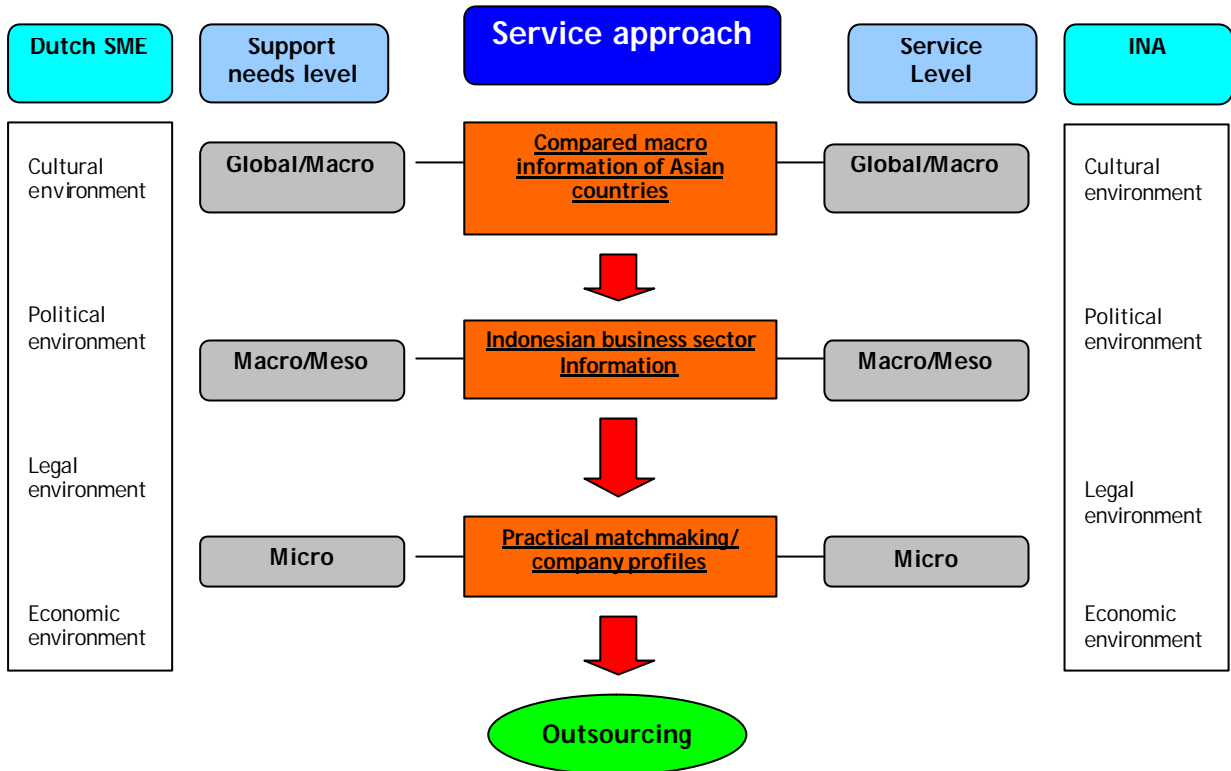 Dutch SME
Support
needs level
Service approach
Service
Level
INA
Cultural
environment
Political
environment
Legal
environment
Economic
environment
Global/Macro
Macro/Meso
Micro
Compared macro
information of Asian
countries
Indonesian business sector
Information
Practical matchmaking/
company profiles
Outsourcing
Global/Macro
Macro/Meso
Micro
Cultural
environment
Political
environment
Legal
environment
Economic
environment